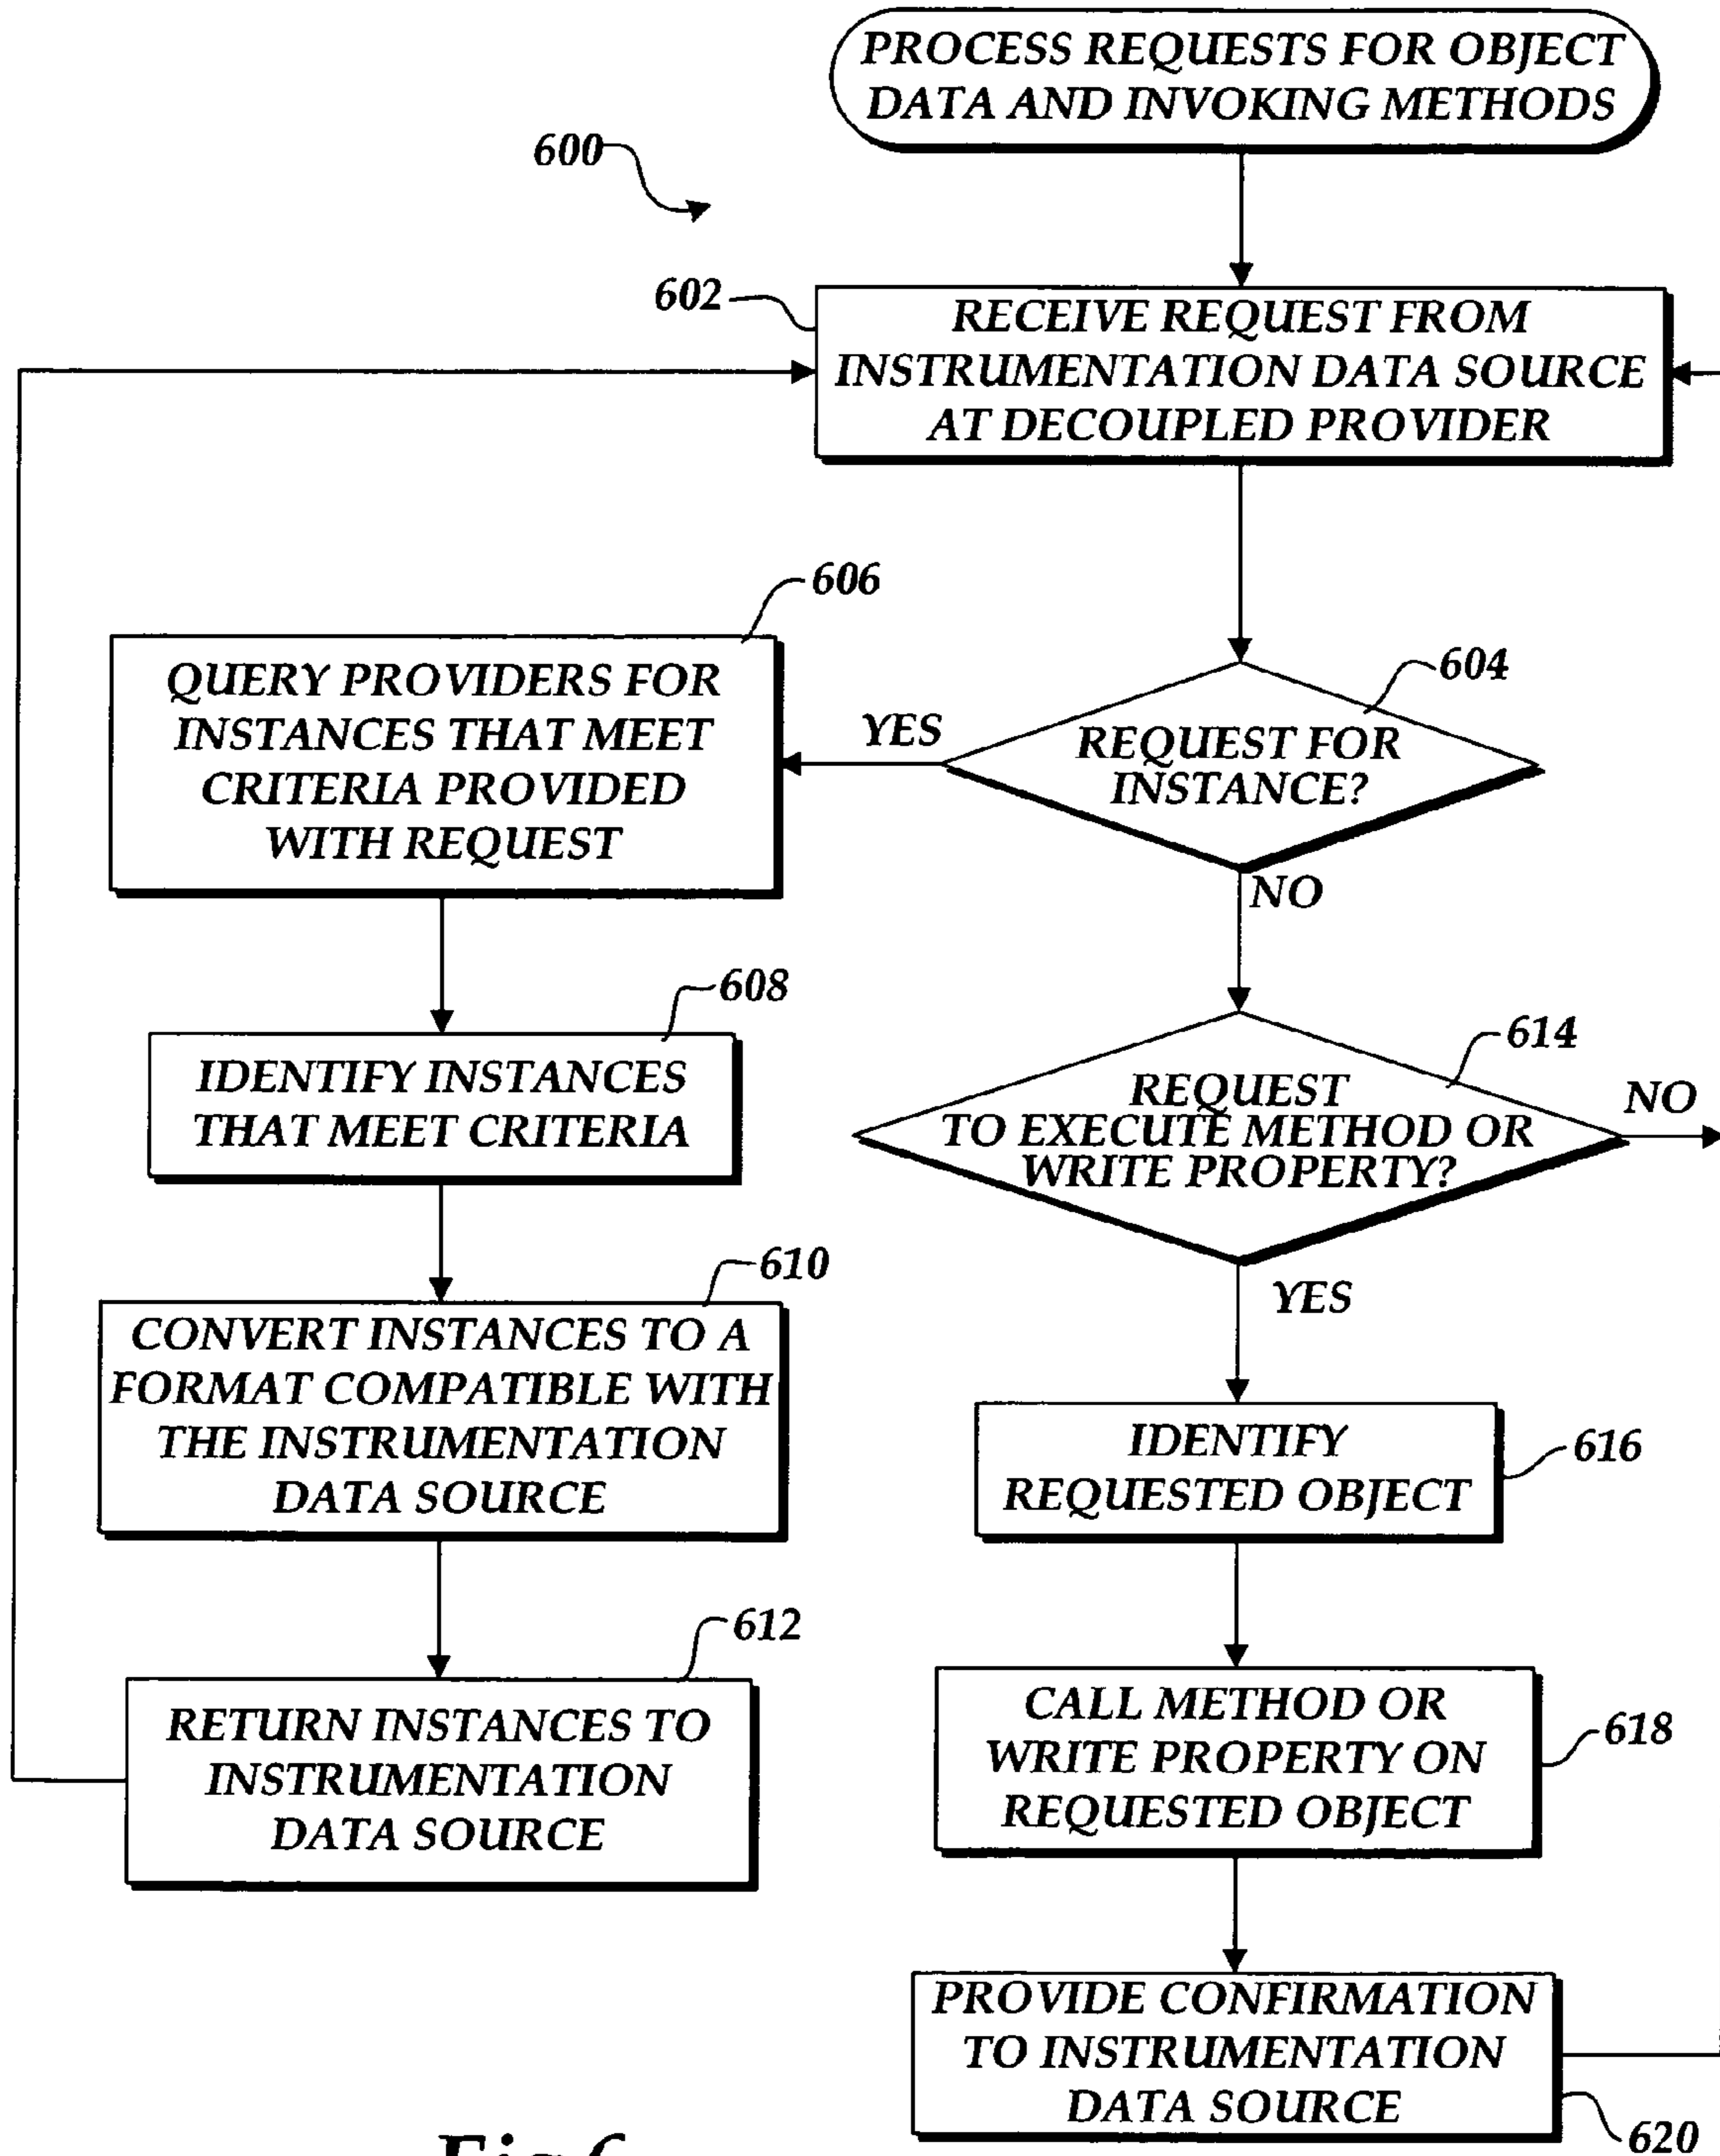 PROCESS REQUESTS FOR OBJECT
DATA AND INVOKING METHODS
600
602
RECEIVE REQUEST FROM
INSTRUMENTATION DATA SOURCE
AT DECOUPLED PROVIDER
606
QUERY PROVIDERS FOR
INSTANCES THAT MEET
CRITERIA PROVIDED
WITH REQUEST
YES
604
REQUEST FOR
INSTANCE?
NO
608
IDENTIFY INSTANCES
THAT MEET CRITERIA
614
REQUEST
TO EXECUTE METHOD OR
WRITE PROPERTY?
NO
YES
610
CONVERT INSTANCES TO A
FORMAT COMPATIBLE WITH
THE INSTRUMENTATION
DATA SOURCE
IDENTIFY
REQUESTED OBJECT
616
612
RETURN INSTANCES TO
INSTRUMENTATION
DATA SOURCE
CALL METHOD OR
WRITE PROPERTY ON
REQUESTED OBJECT
618
PROVIDE CONFIRMATION
TO INSTRUMENTATION
DATA SOURCE
620